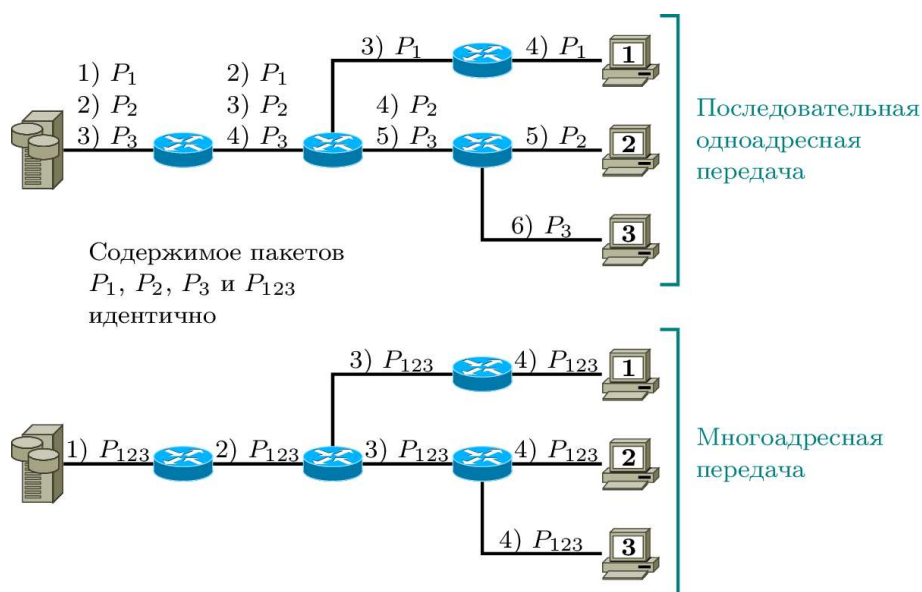 3) P₁
4) P₁
1
1) P₁
2) P₁
2) P₂
3) P₂
4) P₂
3) P₃
4) P₃
5) P₃
5) P₂
2
6) P₃
3
Последовательная
одноадресная
передача
Содержимое пакетов
P₁, P₂, P₃ и P₁₂₃
идентично
3) P₁₂₃
4) P₁₂₃
1
1) P₁₂₃
2) P₁₂₃
3) P₁₂₃
4) P₁₂₃
2
4) P₁₂₃
3
Многоадресная
передача